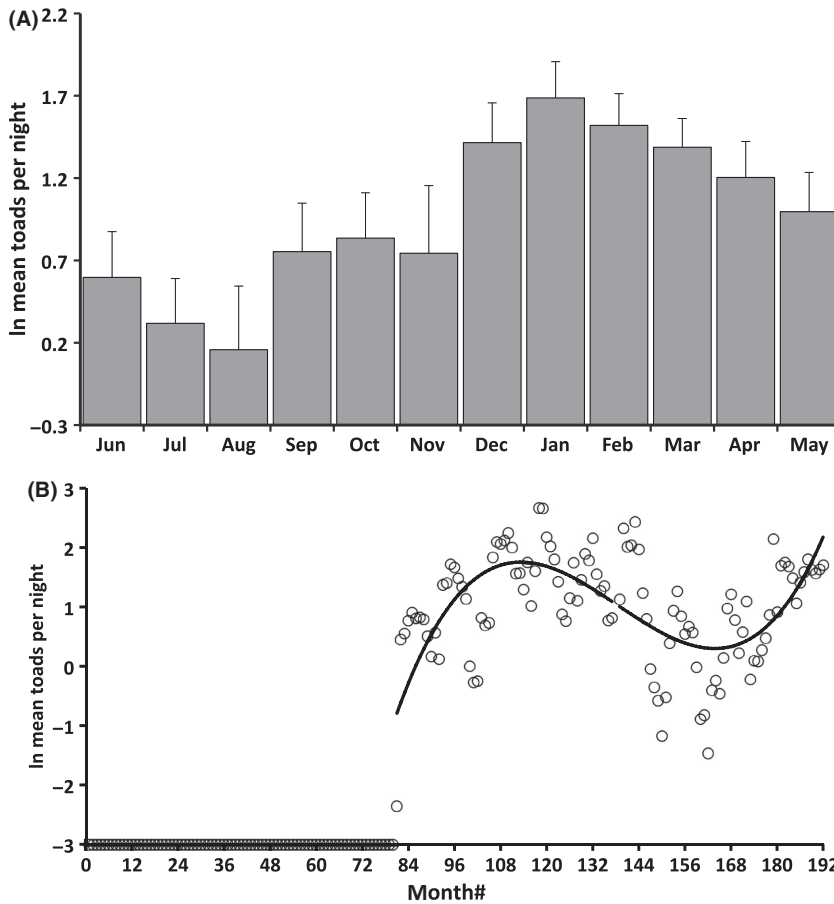 (A)
2.2
1.7
1.2
0.7
0.2
–0.3
ln mean toads per night
Jun Jul Aug Sep Oct Nov Dec Jan Feb Mar Apr May
(B)
3
2
1
0
–1
–2
–3
ln mean toads per night
0 12 24 36 48 60 72 84 96 108 120 132 144 156 168 180 192
Month#